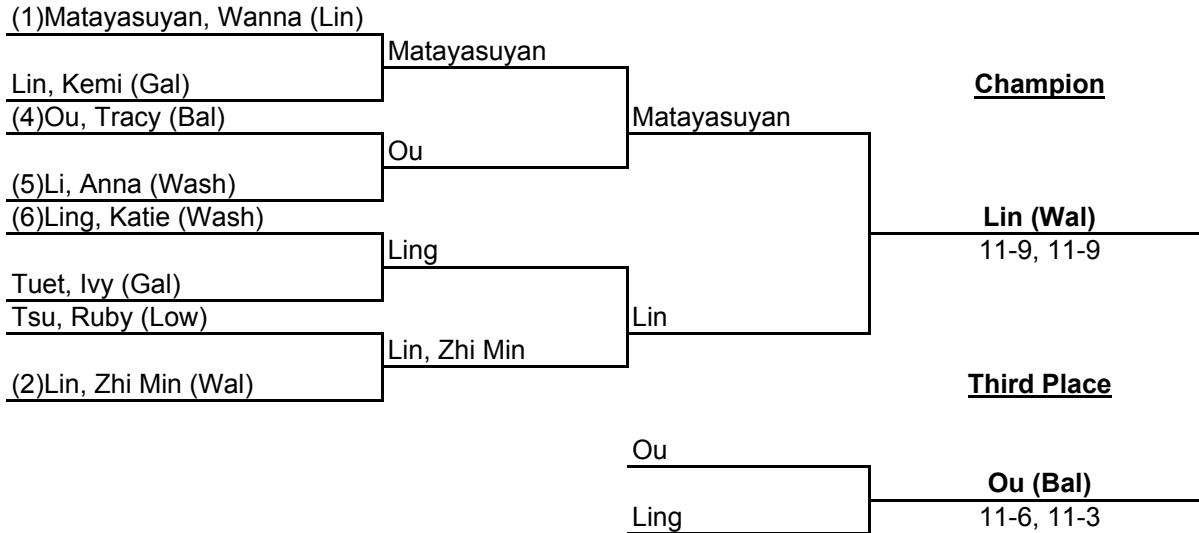 (1)Matayasuyan, Wanna (Lin)
Matayasuyan
Lin, Kemi (Gal)
Champion
(4)Ou, Tracy (Bal)
Matayasuyan
Ou
(5)Li, Anna (Wash)
(6)Ling, Katie (Wash)
Lin (Wal)
11-9, 11-9
Ling
Tuet, Ivy (Gal)
Tsu, Ruby (Low)
Lin
Lin, Zhi Min
(2)Lin, Zhi Min (Wal)
Third Place
Ou
Ou (Bal)
Ling
11-6, 11-3